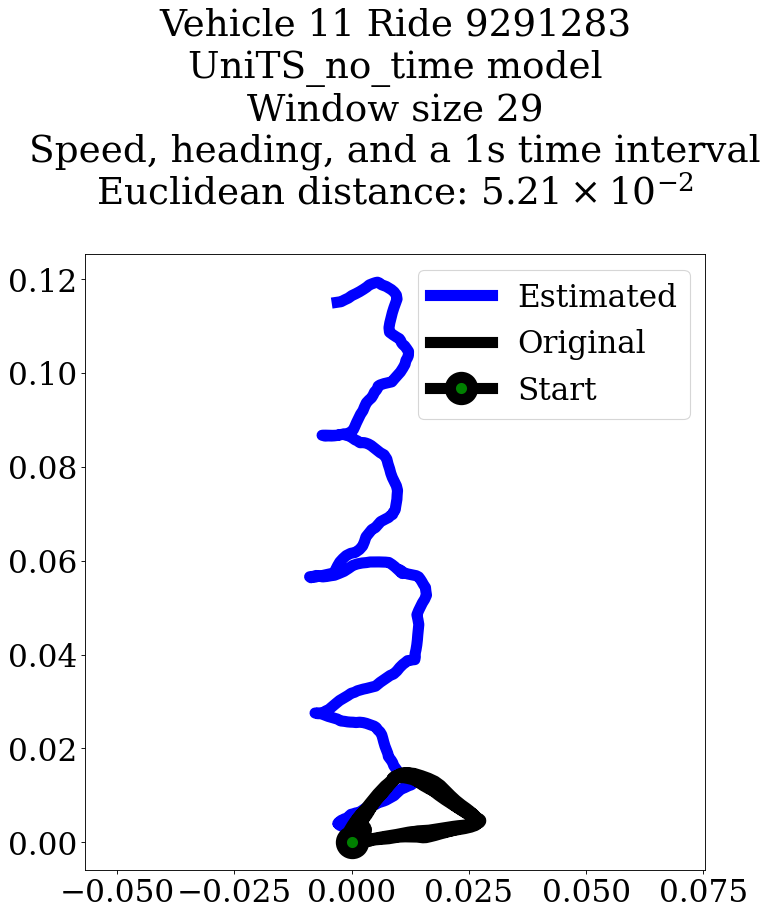 Vehicle 11 Ride 9291283
UniTS_no_time model
Window size 29
Speed, heading, and a 1s time interval
Euclidean distance: 5.21 × 10⁻²
Estimated
Original
Start
0.12
0.10
0.08
0.06
0.04
0.02
0.00
−0.050 −0.025 0.000 0.025 0.050 0.075